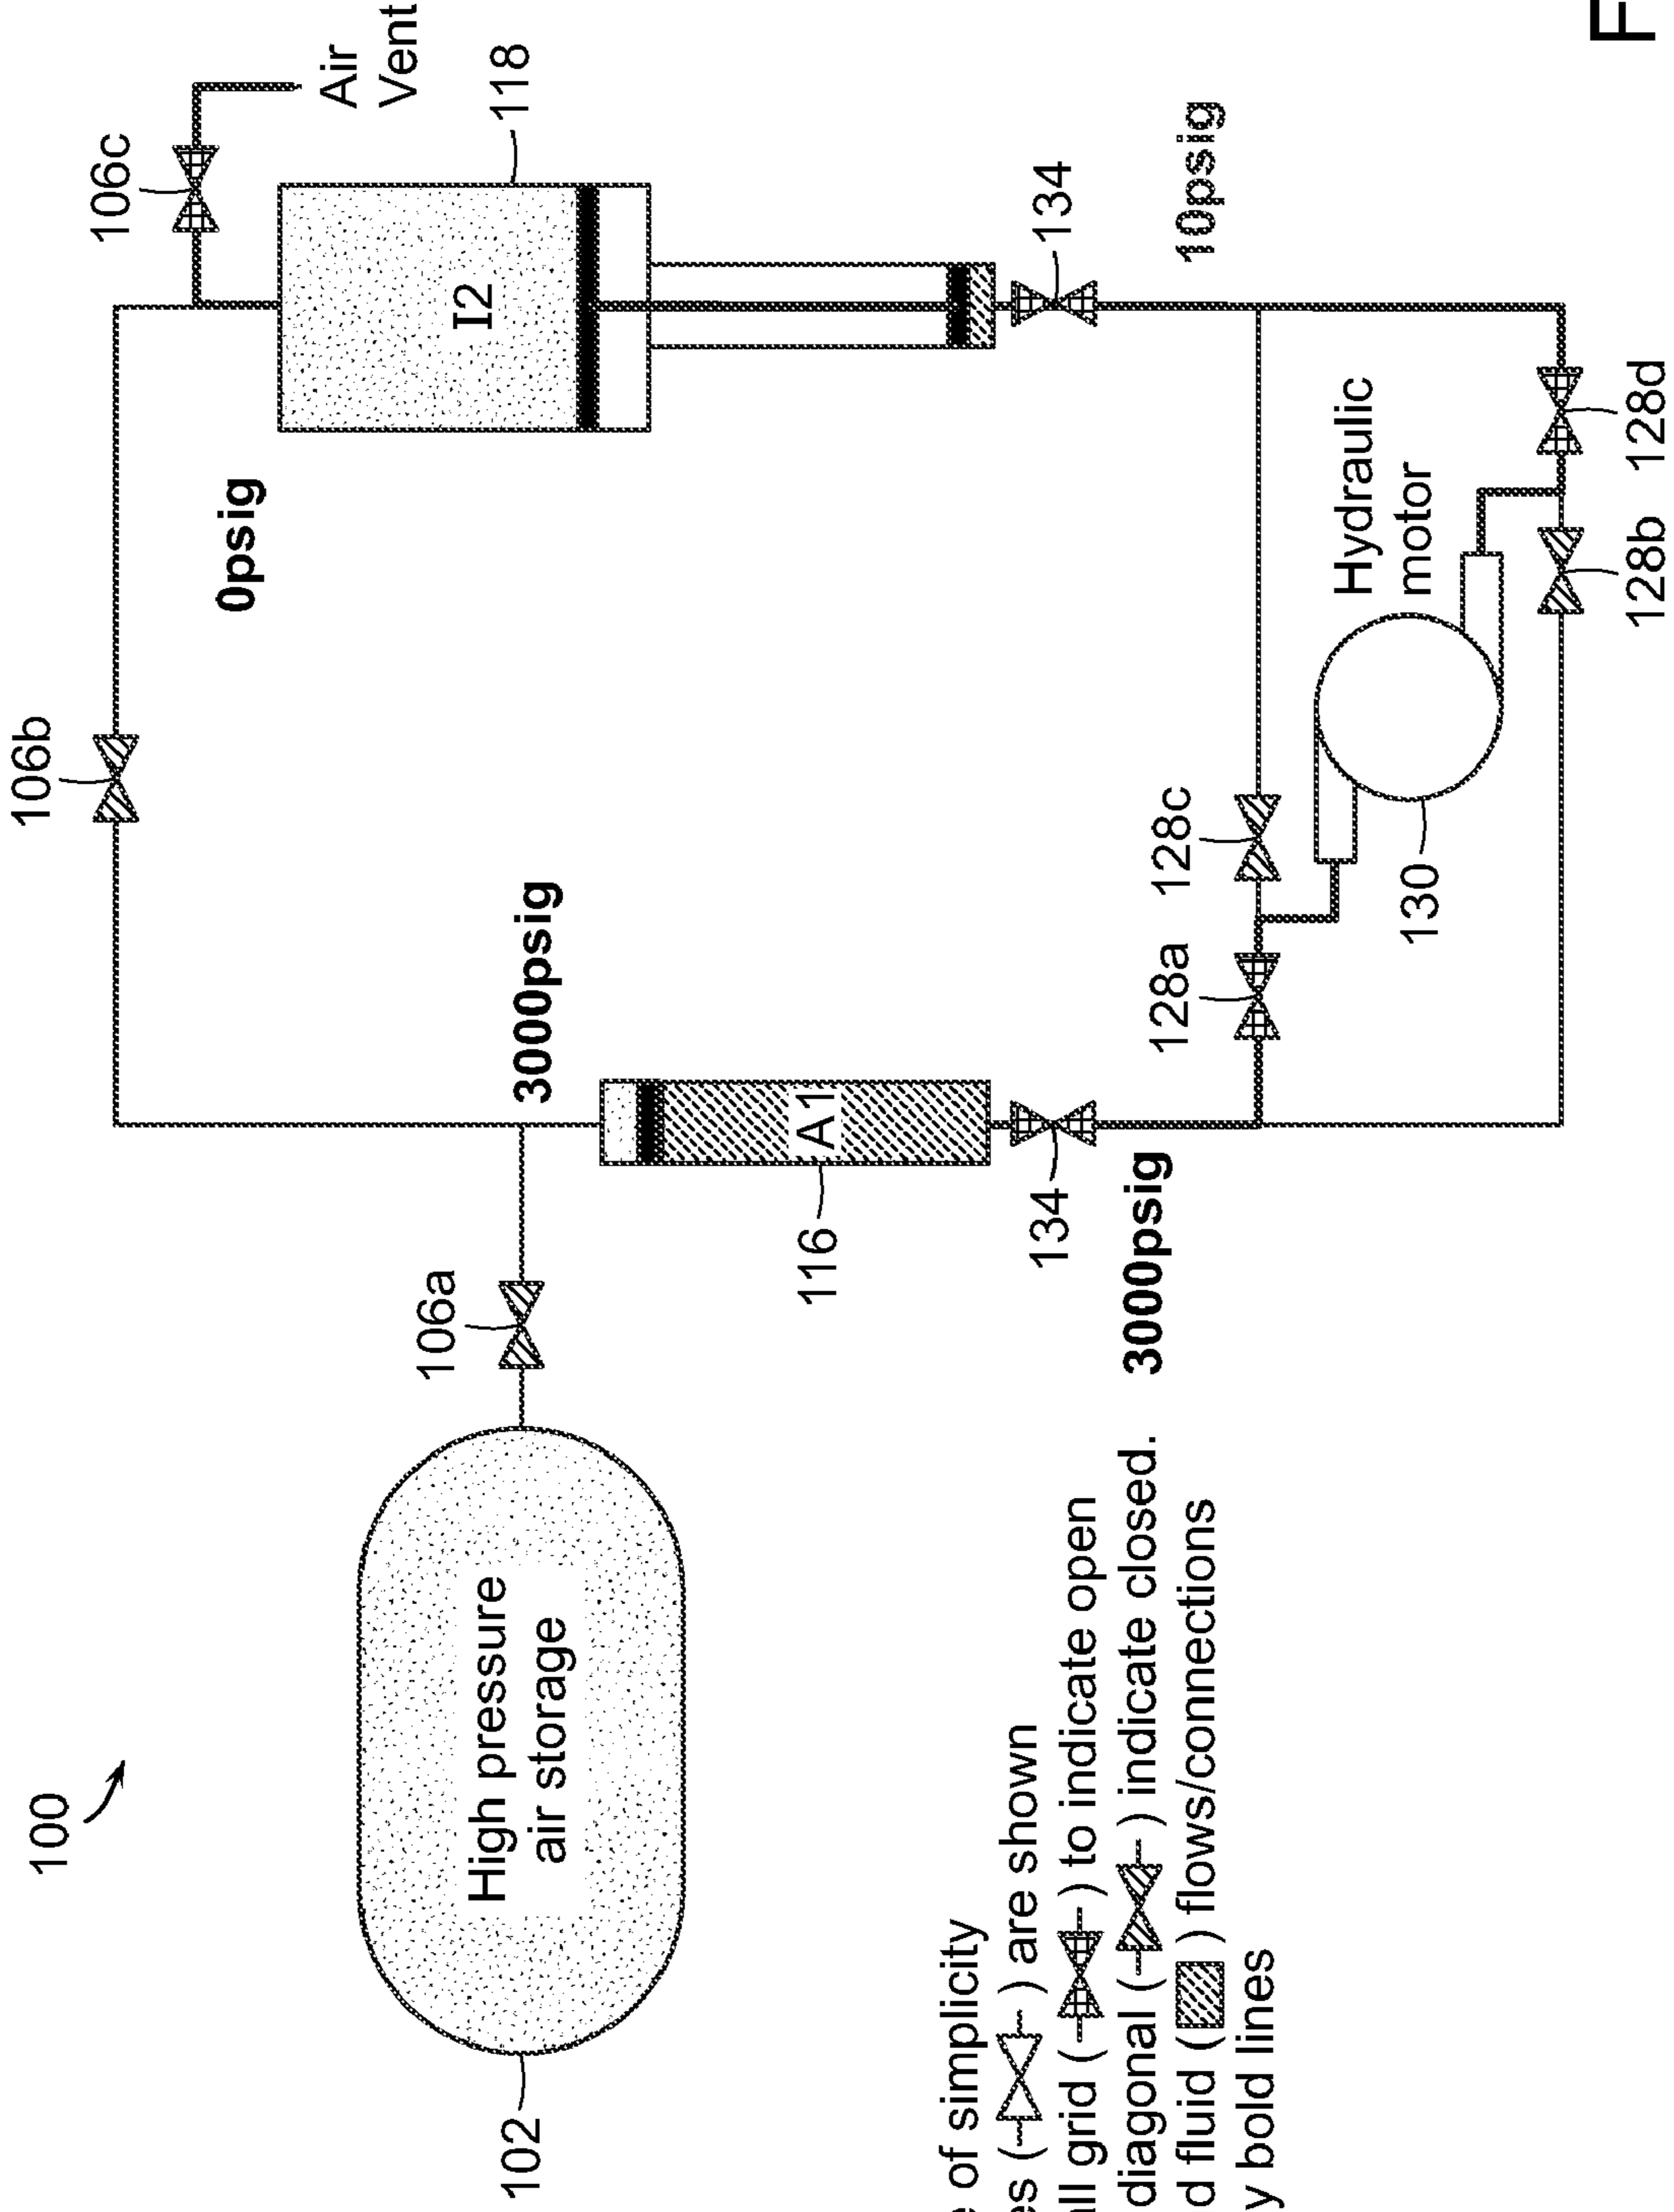 100
106b
106c
Air
Vent
0psig
106a
118
I2
High pressure
air storage
102
3000psig
116
A1
134
134
3000psig
10psig
128a
128c
Hydraulic
motor
130
128b
128d
of simplicity
( ) are shown
grid ( ) to indicate open
diagonal ( ) indicate closed.
fluid ( ) flows/connections
bold lines